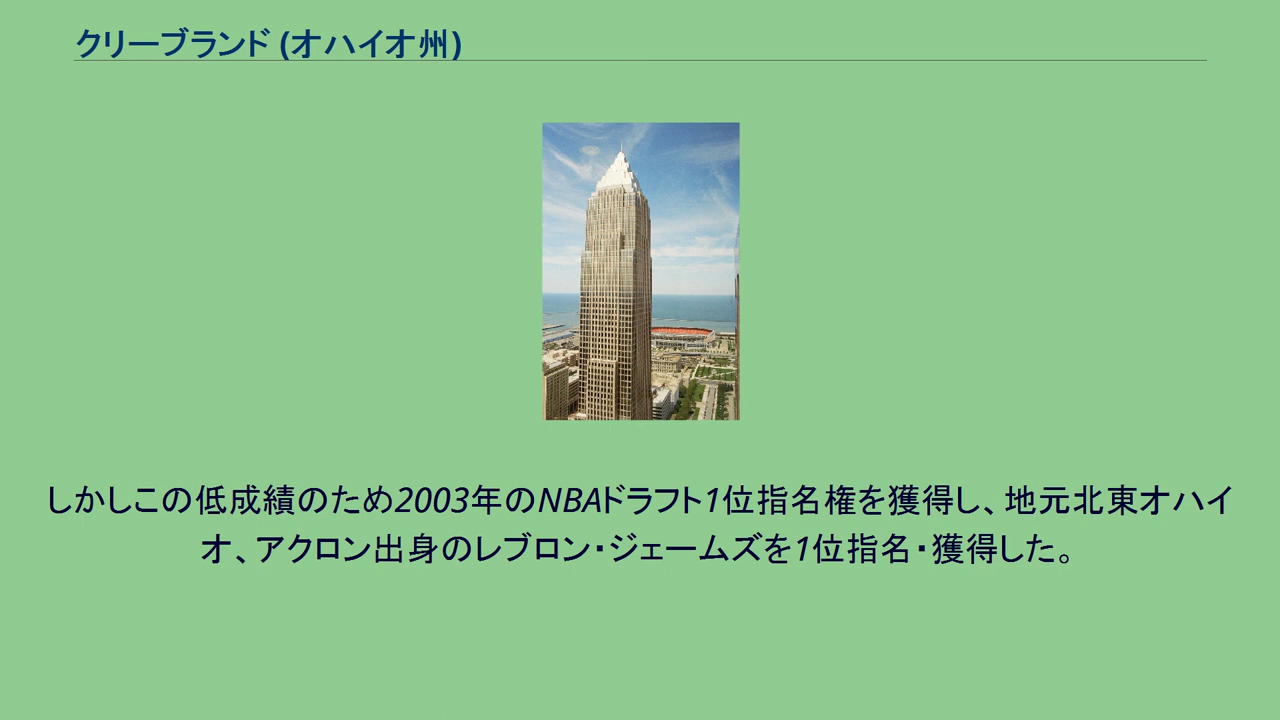 クリーブランド (オハイオ州)
しかしこの低成績のため2003年のNBAドラフト1位指名権を獲得し、地元北東オハイ
オ、アクロン出身のレブロン・ジェームズを1位指名・獲得した。